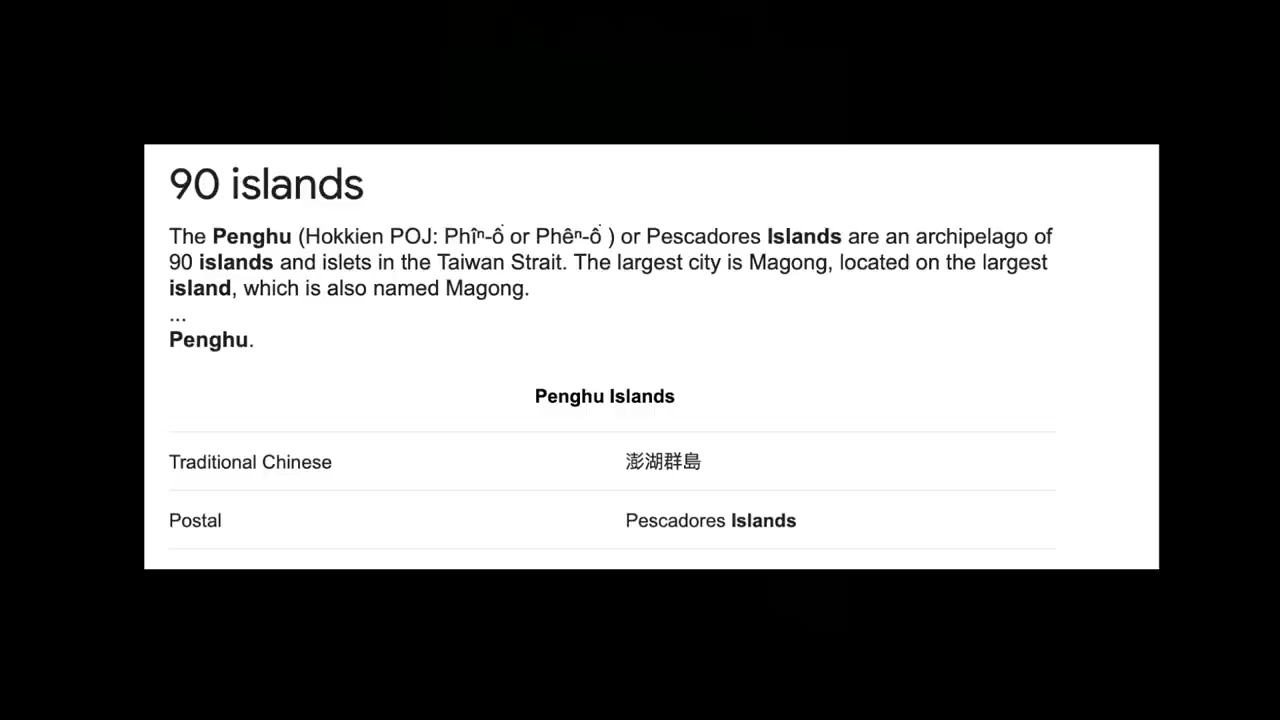 90 islands
The Penghu (Hokkien POJ: Phîⁿ-ô͘ or Phêⁿ-ô͘ ) or Pescadores Islands are an archipelago of
90 islands and islets in the Taiwan Strait. The largest city is Magong, located on the largest
island, which is also named Magong.
...
Penghu.
Penghu Islands
Traditional Chinese 澎湖群島
Postal Pescadores Islands